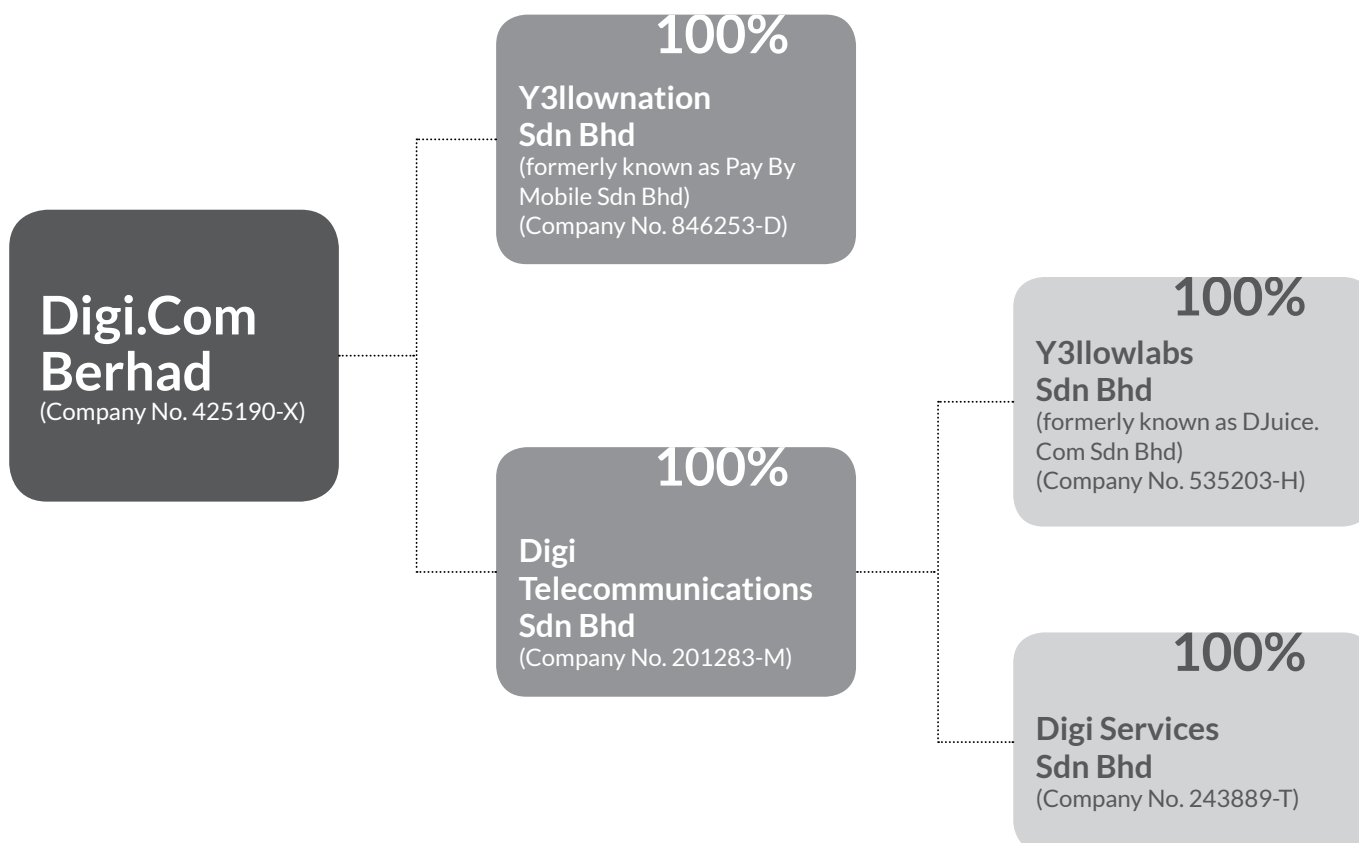 Digi.Com
Berhad
(Company No. 425190-X)
100%
Y3llownation
Sdn Bhd
(formerly known as Pay By
Mobile Sdn Bhd)
(Company No. 846253-D)
100%
Digi
Telecommunications
Sdn Bhd
(Company No. 201283-M)
100%
Y3llowlabs
Sdn Bhd
(formerly known as DJuice.
Com Sdn Bhd)
(Company No. 535203-H)
100%
Digi Services
Sdn Bhd
(Company No. 243889-T)